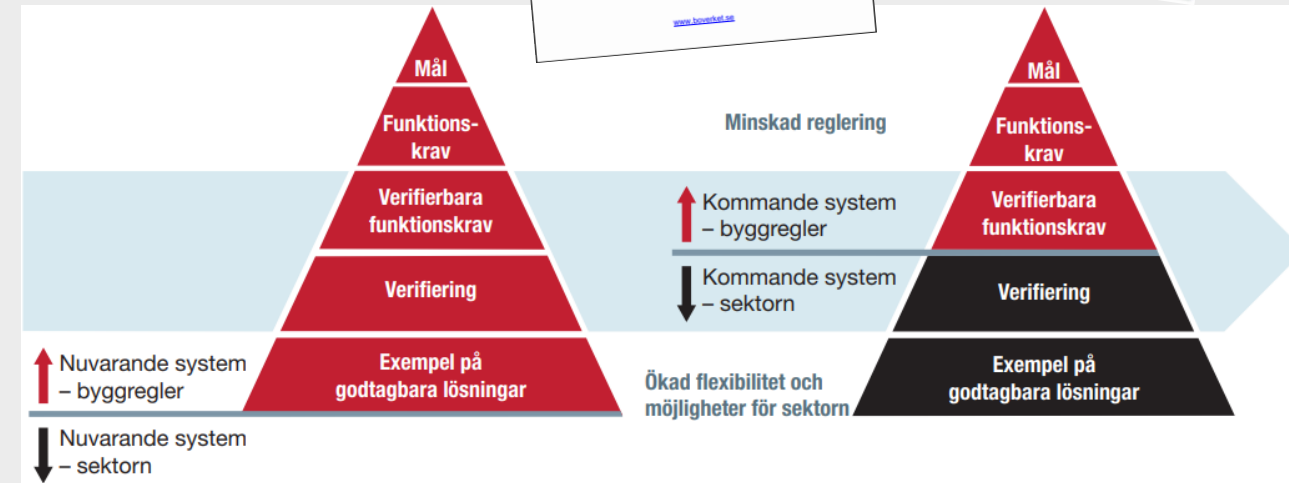 www.boverket.se
Mål
Funktions-
krav
Verifierbara
funktionskrav
Verifiering
Exempel på
godtagbara lösningar
Nuvarande system
– byggregler
Nuvarande system
– sektorn
Minskad reglering
Kommande system
– byggregler
Kommande system
– sektorn
Ökad flexibilitet och
möjligheter för sektorn
Mål
Funktions-
krav
Verifierbara
funktionskrav
Verifiering
Exempel på
godtagbara lösningar